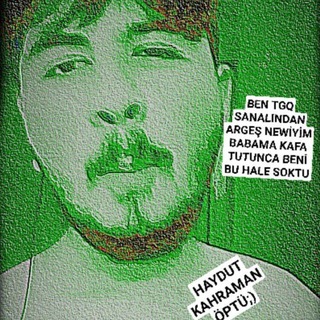 BEN TGQ
SANALINDAN
ARGEŞ NEWİYİM
BABAMA KAFA
TUTUNCA BENİ
BU HALE SOKTU
HAYDUT
KAHRAMAN
ÖPTÜ;)